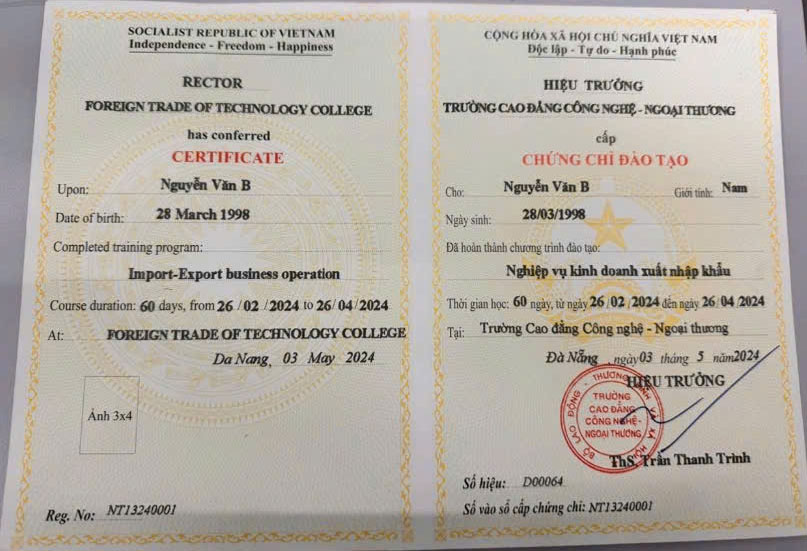 SOCIALIST REPUBLIC OF VIETNAM
Independence - Freedom - Happiness
RECTOR
FOREIGN TRADE OF TECHNOLOGY COLLEGE
has conferred
CERTIFICATE
Upon: Nguyễn Văn B
Date of birth: 28 March 1998
Completed training program:
Import-Export business operation
Course duration: 60 days, from 26 / 02 / 2024 to 26 / 04 / 2024
At: FOREIGN TRADE OF TECHNOLOGY COLLEGE
Da Nang, 03 May 2024
Ảnh 3x4
Reg. No: NT13240001
CỘNG HÒA XÃ HỘI CHỦ NGHĨA VIỆT NAM
Độc lập - Tự do - Hạnh phúc
HIỆU TRƯỞNG
TRƯỜNG CAO ĐẲNG CÔNG NGHỆ - NGOẠI THƯƠNG
cấp
CHỨNG CHỈ ĐÀO TẠO
Cho: Nguyễn Văn B Giới tính: Nam
Ngày sinh: 28/03/1998
Đã hoàn thành chương trình đào tạo:
Nghiệp vụ kinh doanh xuất nhập khẩu
Thời gian học: 60 ngày, từ ngày 26 / 02 / 2024 đến ngày 26 / 04 / 2024
Tại: Trường Cao đẳng Công nghệ - Ngoại thương
Đà Nẵng, ngày 03 tháng 5 năm 2024
HIỆU TRƯỞNG
BỘ LAO ĐỘNG - THƯƠNG BINH VÀ XÃ HỘI
TRƯỜNG
CAO ĐẲNG
CÔNG NGHỆ -
NGOẠI THƯƠNG
ThS. Trần Thanh Trình
Số hiệu: D00064
Số vào sổ cấp chứng chỉ: NT13240001